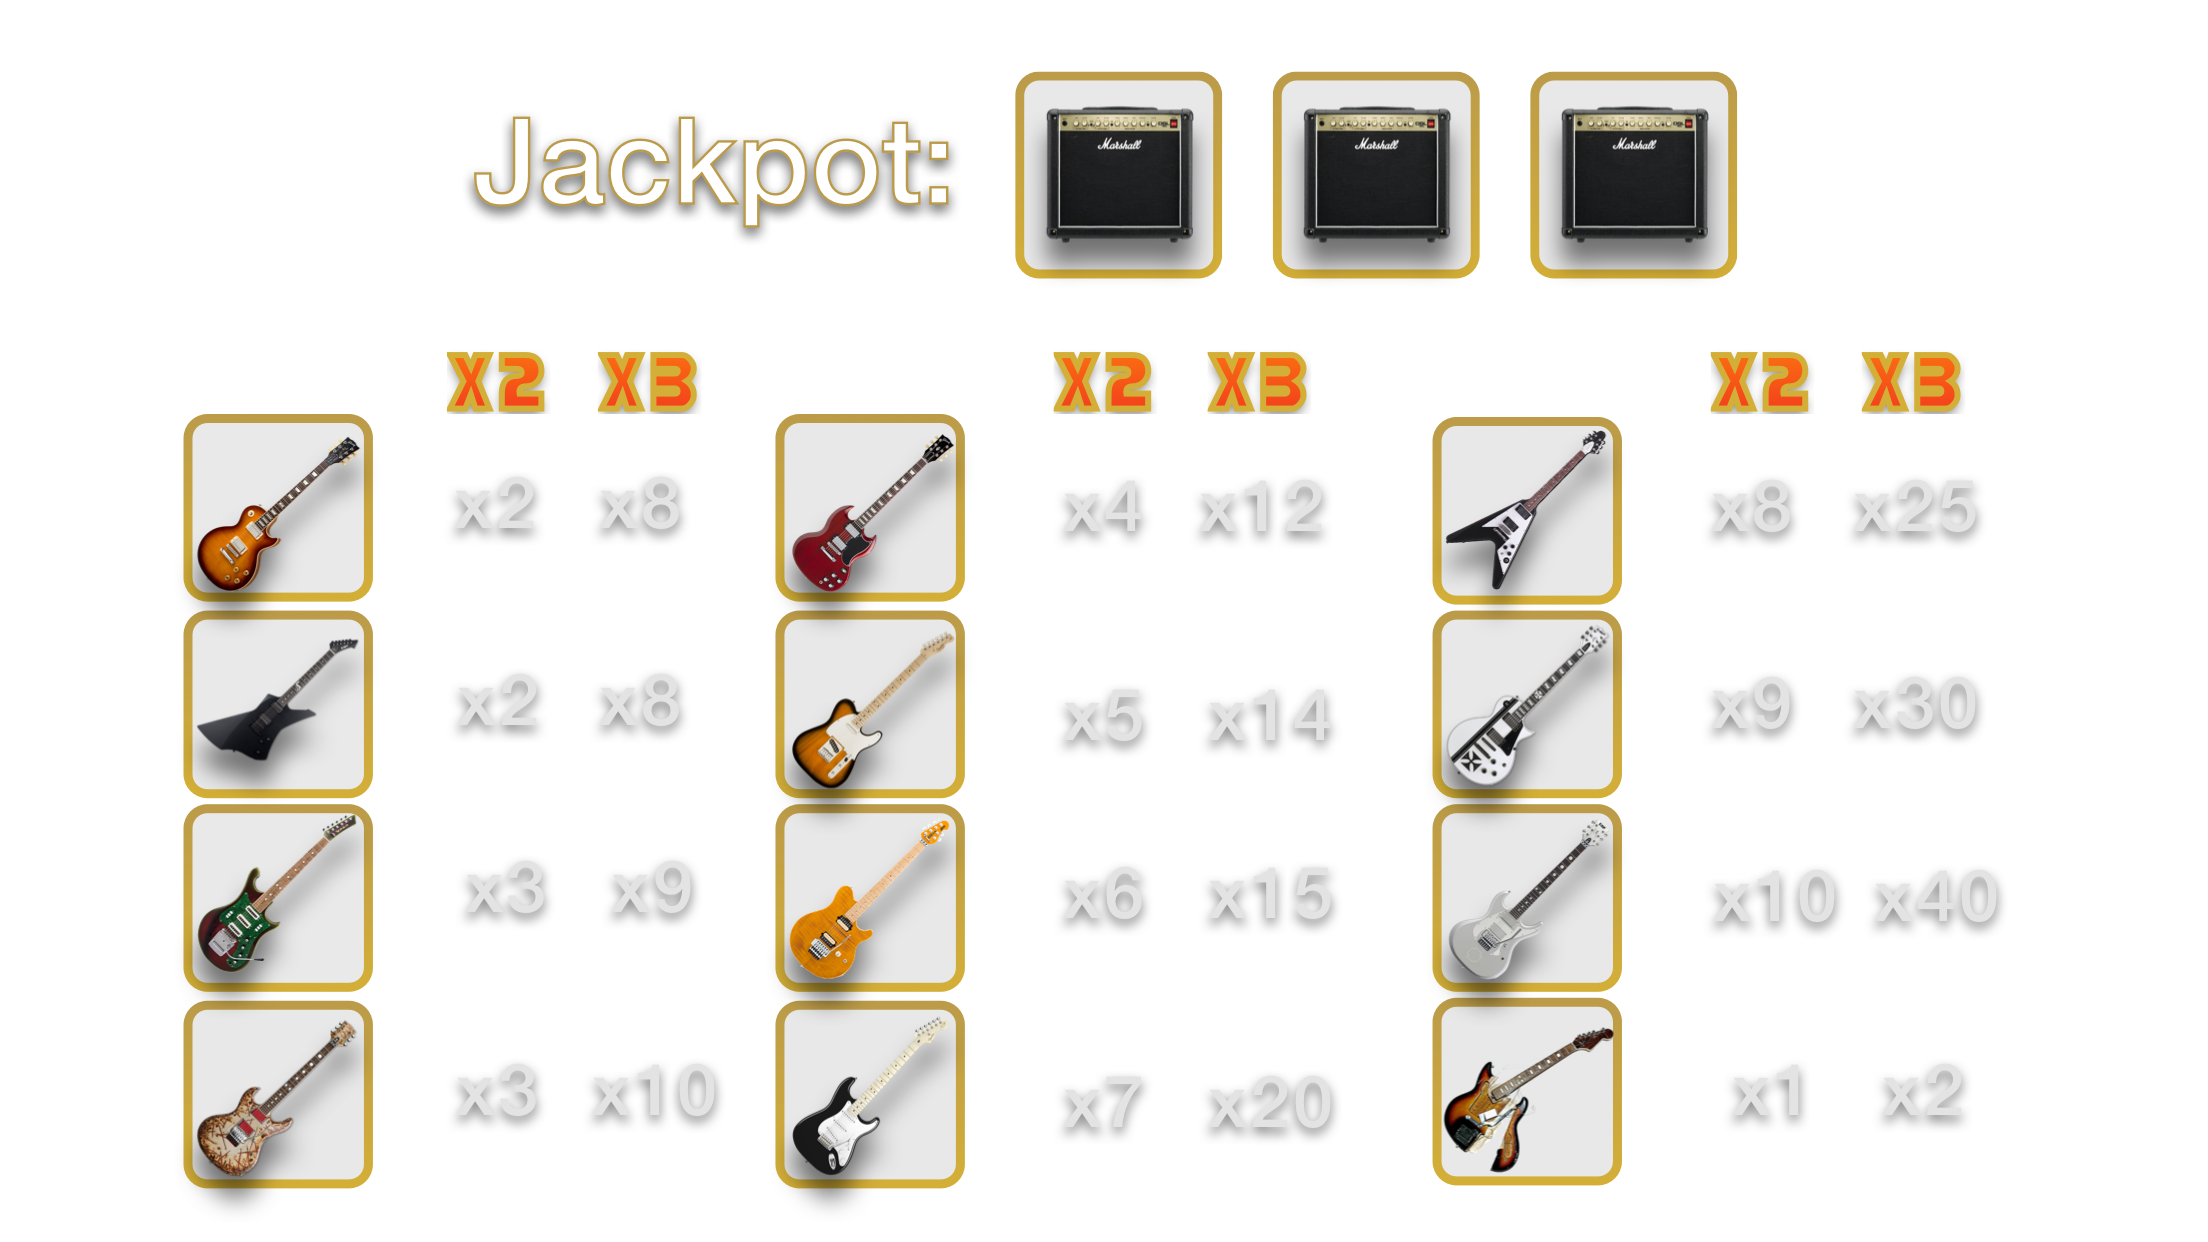 Jackpot:
Marshall Marshall Marshall
X2 X3 X2 X3 X2 X3
x2 x8 x4 x12 x8 x25
x2 x8 x5 x14 x9 x30
x3 x9 x6 x15 x10 x40
x3 x10 x7 x20 x1 x2